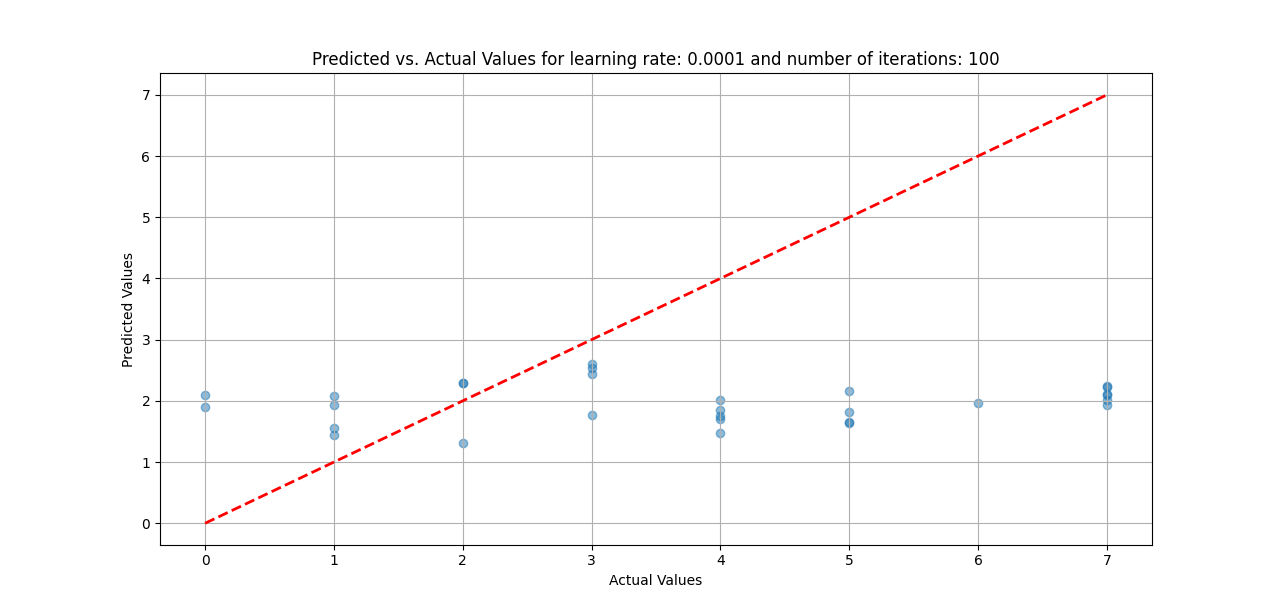 Predicted vs. Actual Values for learning rate: 0.0001 and number of iterations: 100
7
6
5
4
3
2
1
0
Predicted Values
0 1 2 3 4 5 6 7
Actual Values